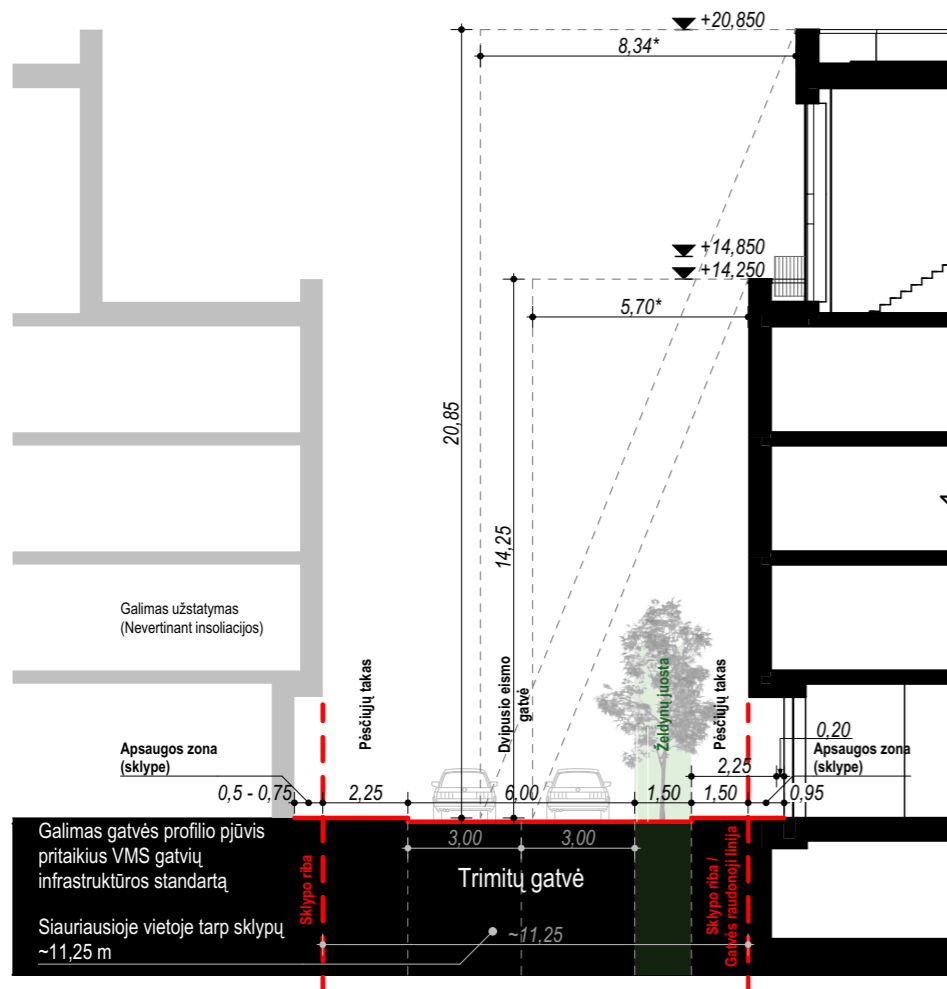 +20,850
8,34*
+14,850
+14,250
5,70*
20,85
14,25
Galimas užstatymas
(Nevertinant insoliacijos)
Pėsčiųjų takas
Dvipusio eismo
gatvė
Želdynų juosta
Pėsčiųjų takas
0,20
Apsaugos zona
(sklype)
2,25
Apsaugos zona
(sklype)
0,5 - 0,75
2,25
6,00
1,50
1,50
0,95
3,00
3,00
Galimas gatvės profilio pjūvis
pritaikius VMS gatvių
infrastruktūros standartą
Trimitų gatvė
Sklypo riba
Sklypo riba /
Gatvės raudonoji linija
Siauriausioje vietoje tarp sklypų
~11,25 m
~11,25